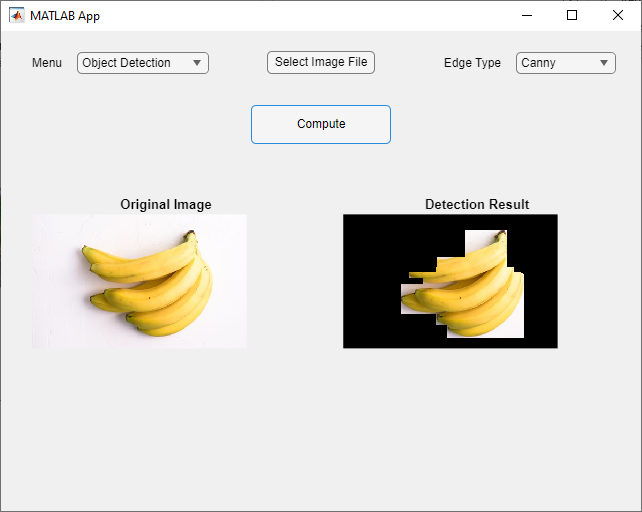 MATLAB App
Menu Object Detection Select Image File Edge Type Canny
Compute
Original Image Detection Result